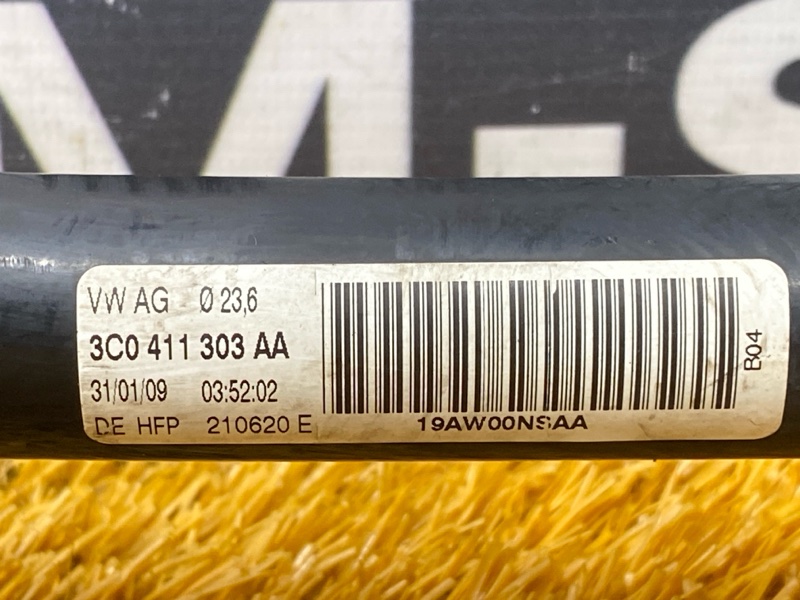 M-S
VW AG Ø 23,6
3C0 411 303 AA
31/01/09 03:52:02
DE HFP 210620 E
19AW00NSAA
B04